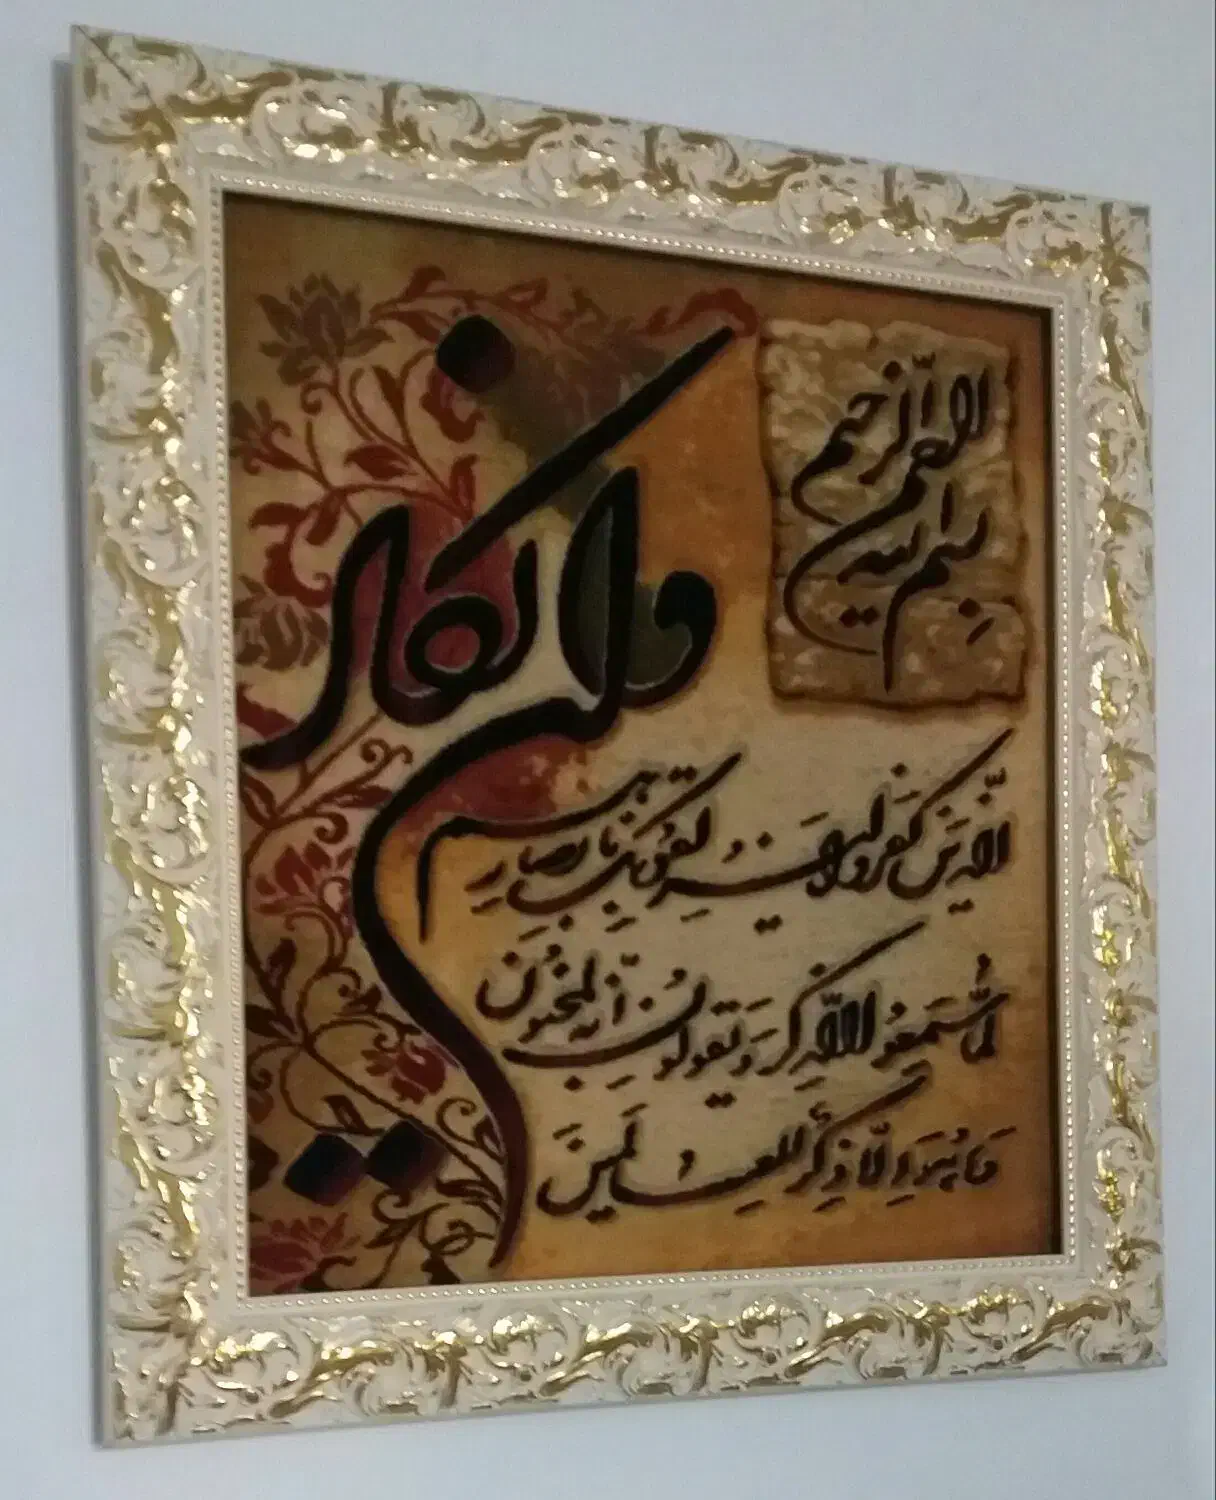 بسم الله
الرحمن الرحيم
وان يكاد
الذين كفروا ليزلقونك بابصارهم
لما سمعوا الذكر ويقولون انه لمجنون
وما هو الا ذكر للعالمين